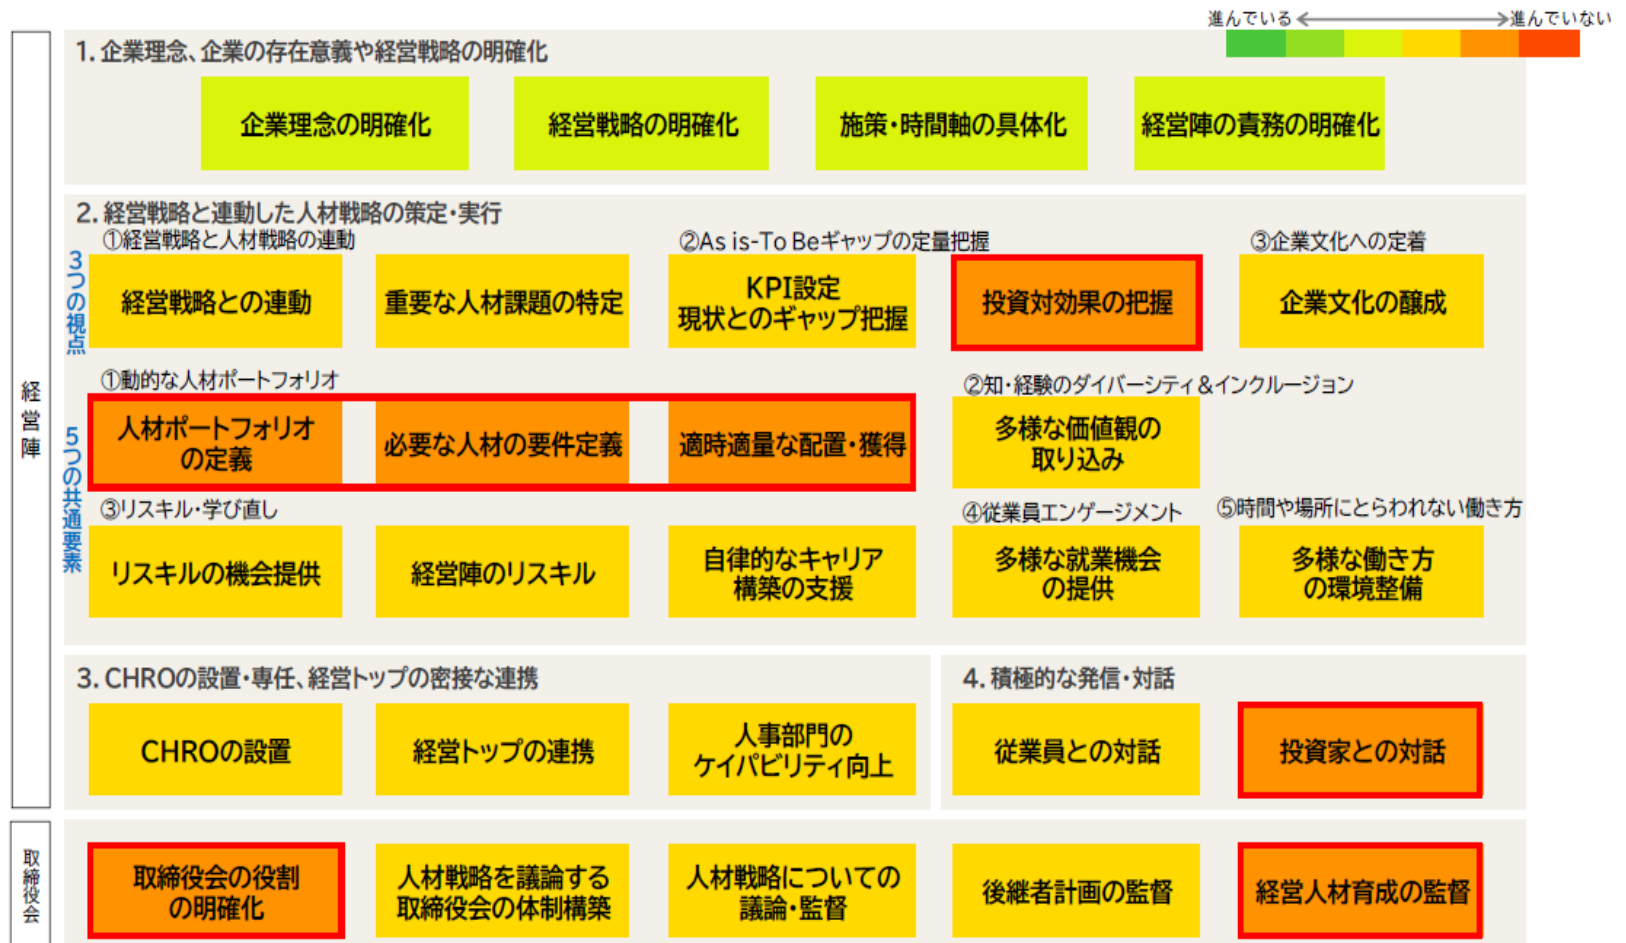 進んでいる 進んでいない
経営陣
1. 企業理念、企業の存在意義や経営戦略の明確化
企業理念の明確化
経営戦略の明確化
施策・時間軸の具体化
経営陣の責務の明確化
2. 経営戦略と連動した人材戦略の策定・実行
3つの視点
①経営戦略と人材戦略の連動
②As is-To Beギャップの定量把握
③企業文化への定着
経営戦略との連動
重要な人材課題の特定
KPI設定
現状とのギャップ把握
投資対効果の把握
企業文化の醸成
5つの共通要素
①動的な人材ポートフォリオ
②知・経験のダイバーシティ&インクルージョン
人材ポートフォリオ
の定義
必要な人材の要件定義
適時適量な配置・獲得
多様な価値観の
取り込み
③リスキル・学び直し
④従業員エンゲージメント
⑤時間や場所にとらわれない働き方
リスキルの機会提供
経営陣のリスキル
自律的なキャリア
構築の支援
多様な就業機会
の提供
多様な働き方
の環境整備
3. CHROの設置・専任、経営トップの密接な連携
CHROの設置
経営トップの連携
人事部門の
ケイパビリティ向上
4. 積極的な発信・対話
従業員との対話
投資家との対話
取締役会
取締役会の役割
の明確化
人材戦略を議論する
取締役会の体制構築
人材戦略についての
議論・監督
後継者計画の監督
経営人材育成の監督